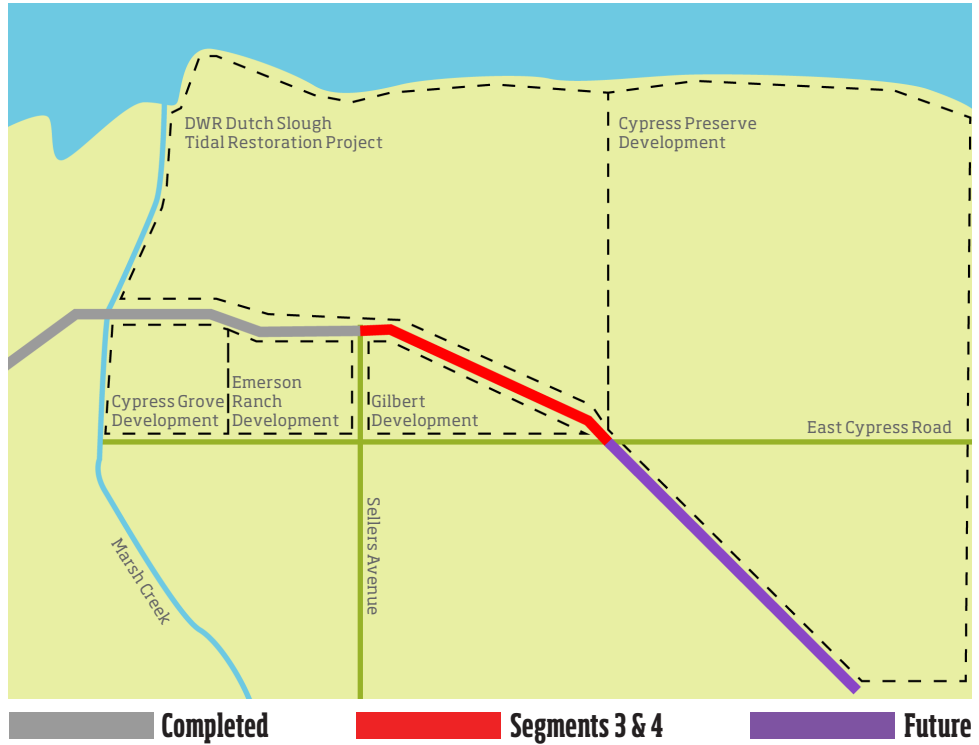 DWR Dutch Slough
Tidal Restoration Project
Cypress Preserve
Development
Cypress Grove
Development
Emerson
Ranch
Development
Gilbert
Development
East Cypress Road
Sellers Avenue
Marsh Creek
Completed
Segments 3 & 4
Future